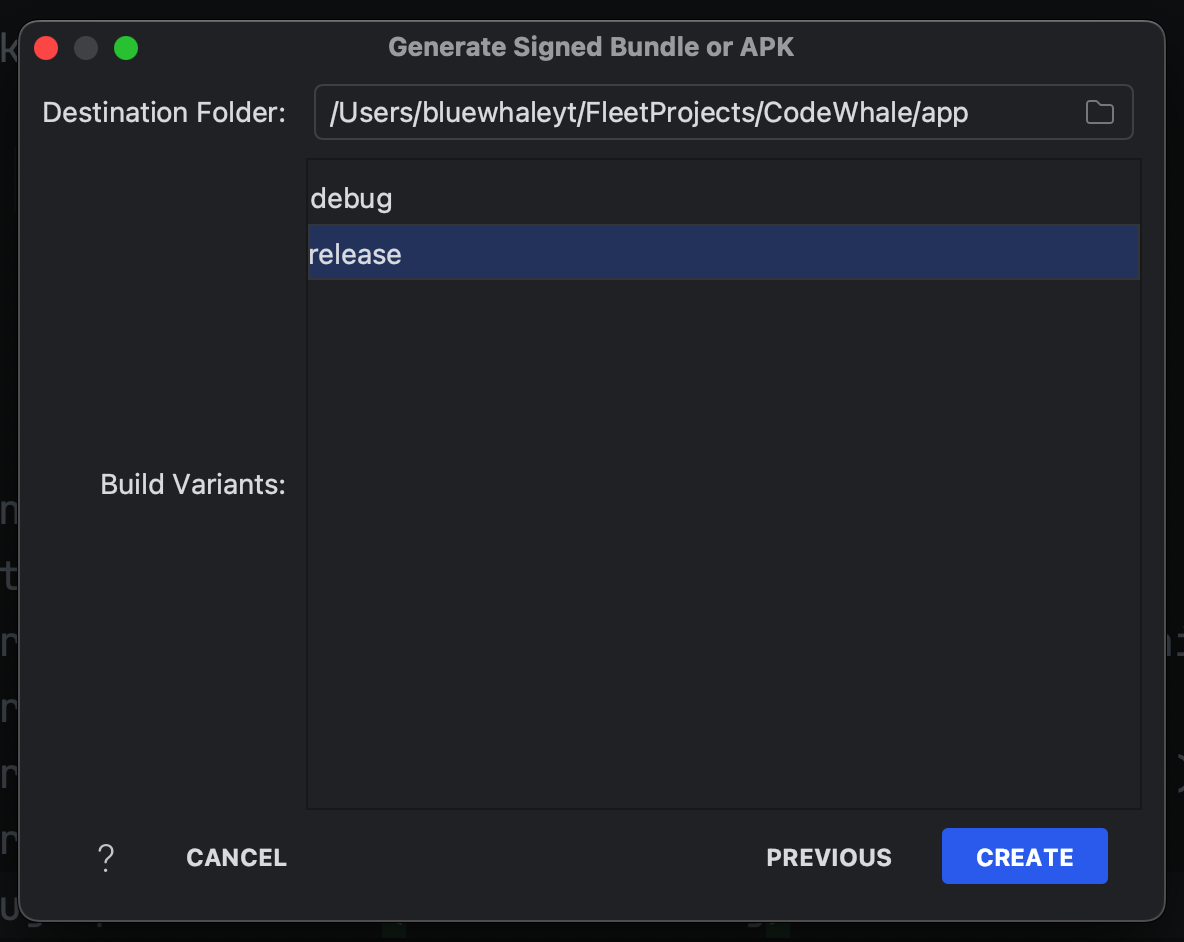 Generate Signed Bundle or APK
Destination Folder: /Users/bluewhaleyt/FleetProjects/CodeWhale/app
debug
release
Build Variants:
? CANCEL PREVIOUS CREATE